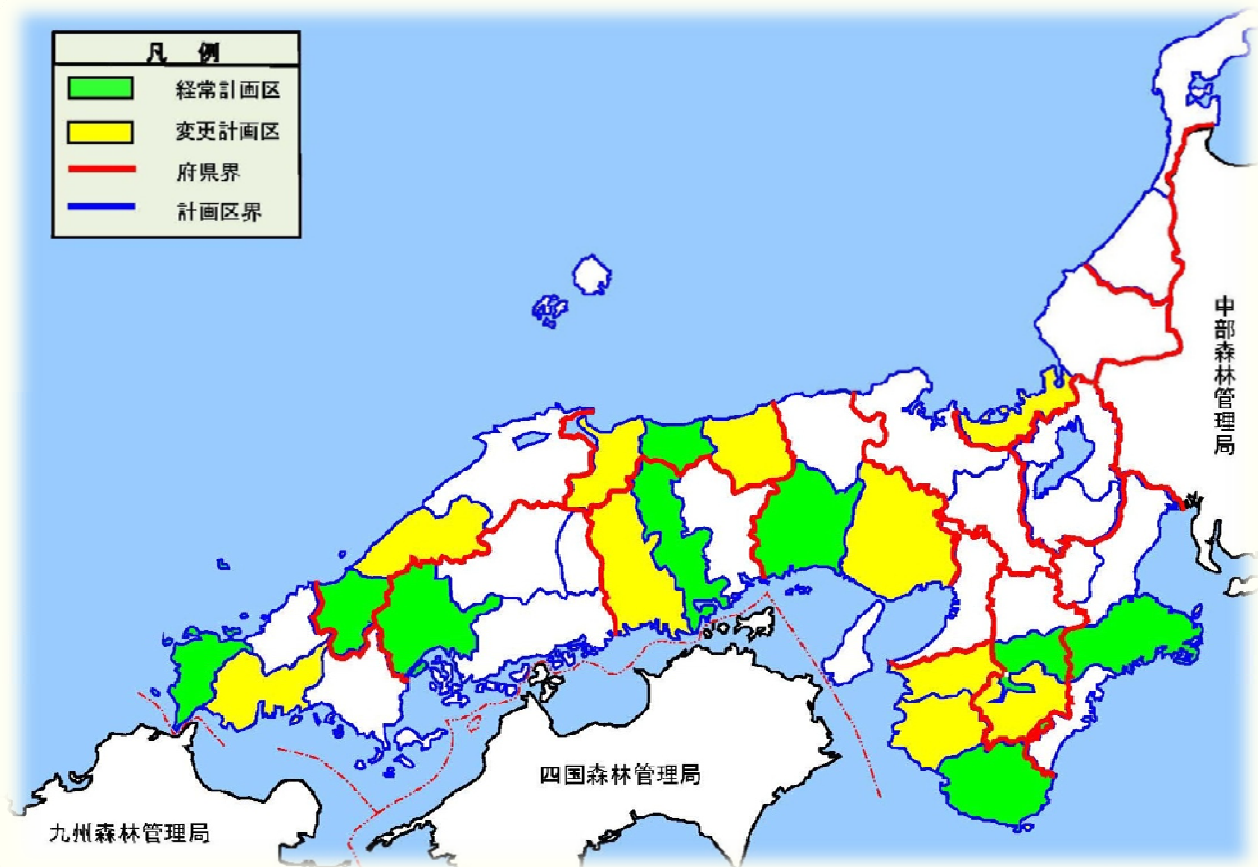 凡 例
経常計画区
変更計画区
府県界
計画区界
中部森林管理局
四国森林管理局
九州森林管理局